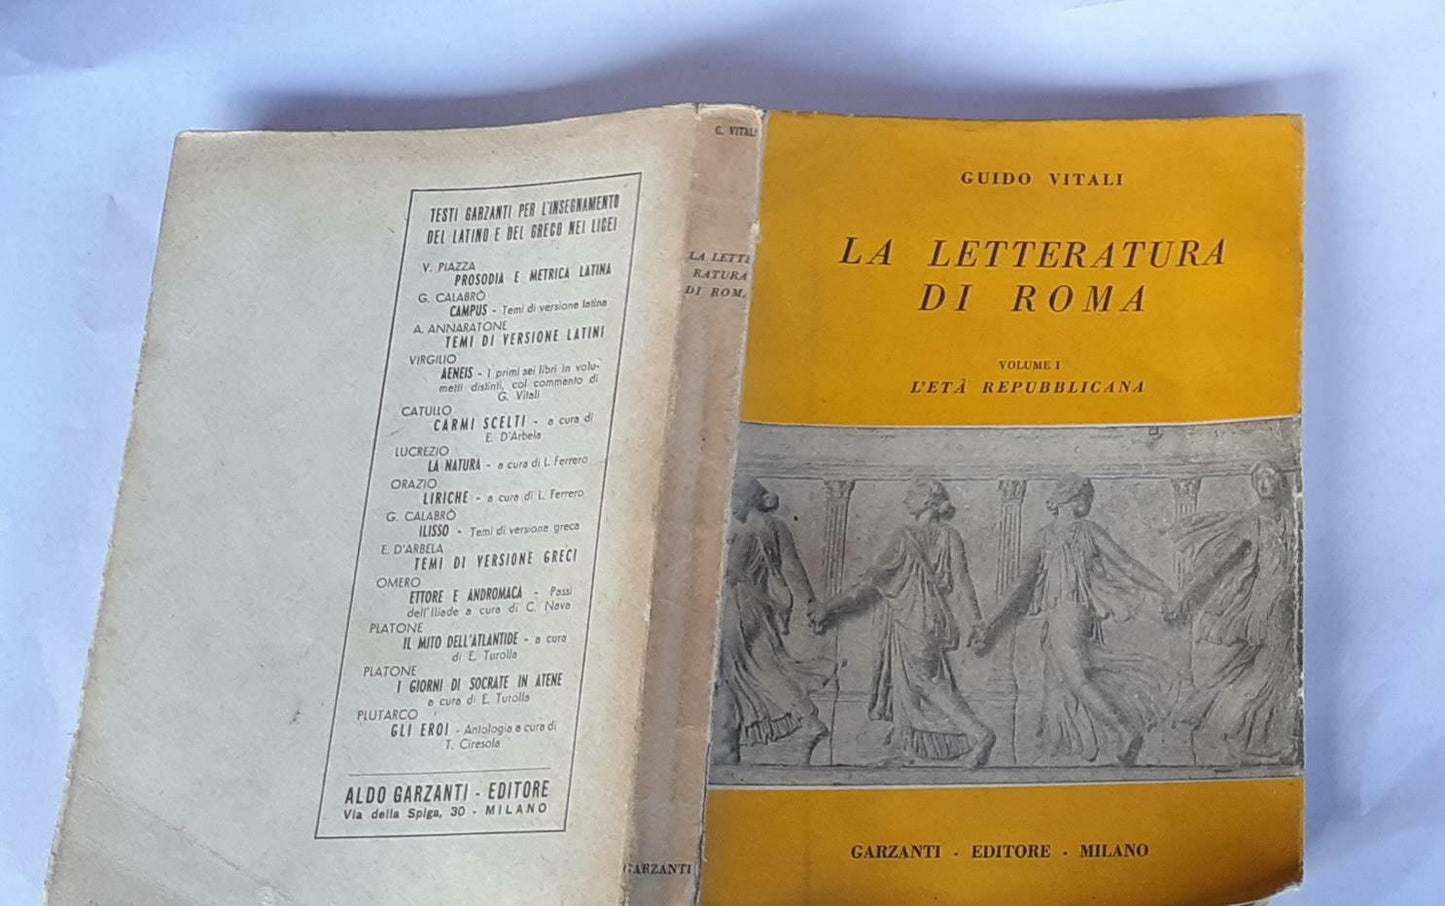 TESTI GARZANTI PER L'INSEGNAMENTO
DEL LATINO E DEL GRECO NEI LICEI
V. PIAZZA
PROSODIA E METRICA LATINA
G. CALABRÒ
CAMPUS - Temi di versione latina
A. ANNARATONE
TEMI DI VERSIONE LATINI
VIRGILIO
AENEIS - I primi sei libri in volu-
metti distinti, col commento di
G. Vitali
CATULLO
CARMI SCELTI - a cura di
E. D'Arbela
LUCREZIO
LA NATURA - a cura di L. Ferrero
ORAZIO
LIRICHE - a cura di L. Ferrero
G. CALABRÒ
ILISSO - Temi di versione greca
E. D'ARBELA
TEMI DI VERSIONE GRECI
OMERO
ETTORE E ANDROMACA - Passi
dell'Iliade a cura di C. Nava
PLATONE
IL MITO DELL'ATLANTIDE - a cura
di E. Turolla
PLATONE
I GIORNI DI SOCRATE IN ATENE
a cura di E. Turolla
PLUTARCO
GLI EROI - Antologia a cura di
T. Ciresola
ALDO GARZANTI - EDITORE
Via della Spiga, 30 - MILANO
G. VITALI
LA LETTE
RATURA
DI ROMA
GARZANTI
GUIDO VITALI
LA LETTERATURA
DI ROMA
VOLUME I
L'ETÀ REPUBBLICANA
GARZANTI - EDITORE - MILANO